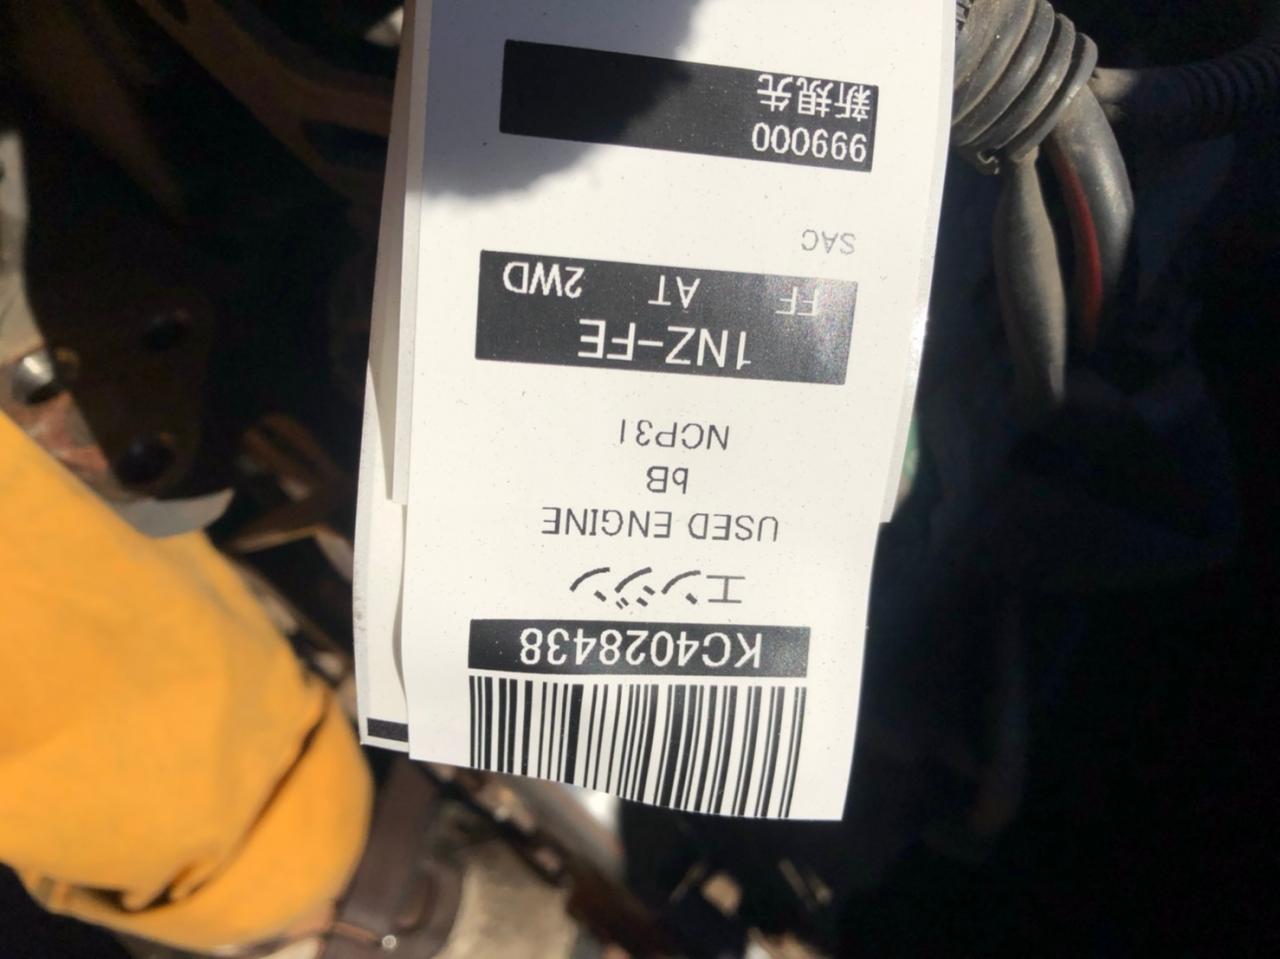 KC4028438
エンジン
USED ENGINE
bB
NCP31
1NZ-FE
FF AT 2WD
SAC
999000
新規先